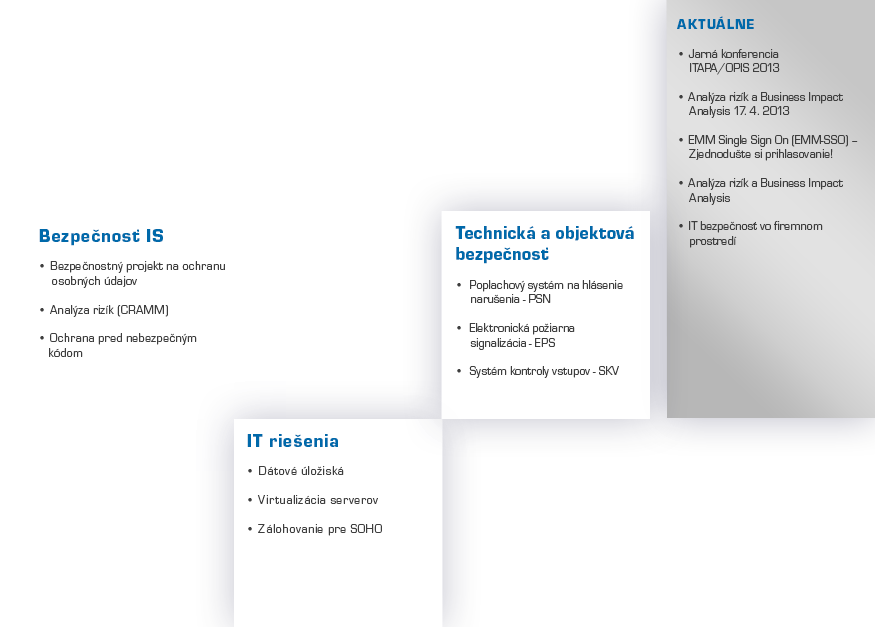 AKTUÁLNE
• Jarná konferencia
ITAPA/OPIS 2013
• Analýza rizík a Business Impact
Analysis 17. 4. 2013
• EMM Single Sign On (EMM-SSO) –
Zjednodušte si prihlasovanie!
• Analýza rizík a Business Impact
Analysis
• IT bezpečnosť vo firemnom
prostredí
Bezpečnosť IS
• Bezpečnostný projekt na ochranu
osobných údajov
• Analýza rizík (CRAMM)
• Ochrana pred nebezpečným
kódom
Technická a objektová
bezpečnosť
• Poplachový systém na hlásenie
narušenia - PSN
• Elektronická požiarna
signalizácia - EPS
• Systém kontroly vstupov - SKV
IT riešenia
• Dátové úložiská
• Virtualizácia serverov
• Zálohovanie pre SOHO